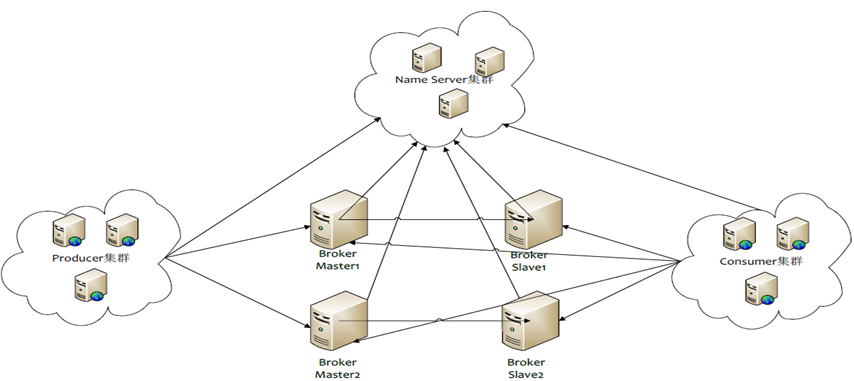 Name Server集群
Producer集群
Consumer集群
Broker
Master1
Broker
Slave1
Broker
Master2
Broker
Slave2